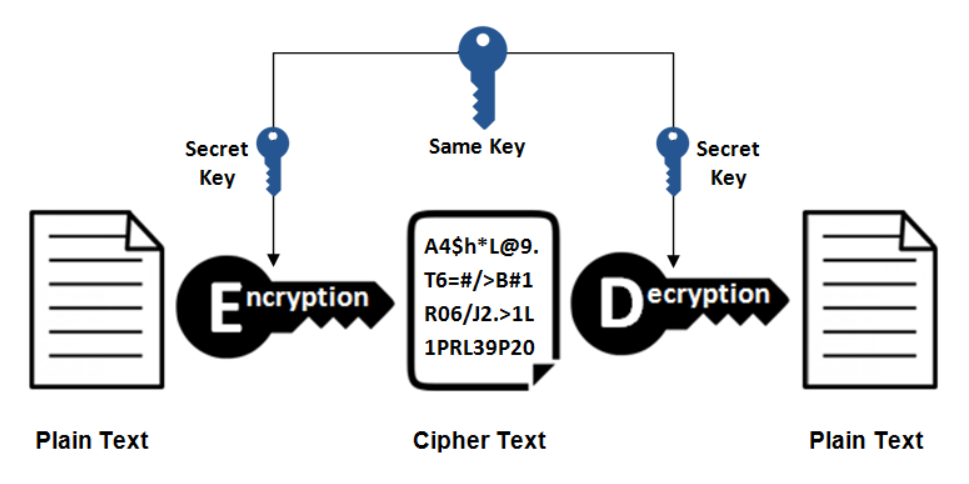 Same Key
Secret
Key
Secret
Key
Encryption
A4$h*L@9.
T6=#/>B#1
R06/J2.>1L
1PRL39P20
Decryption
Plain Text
Cipher Text
Plain Text